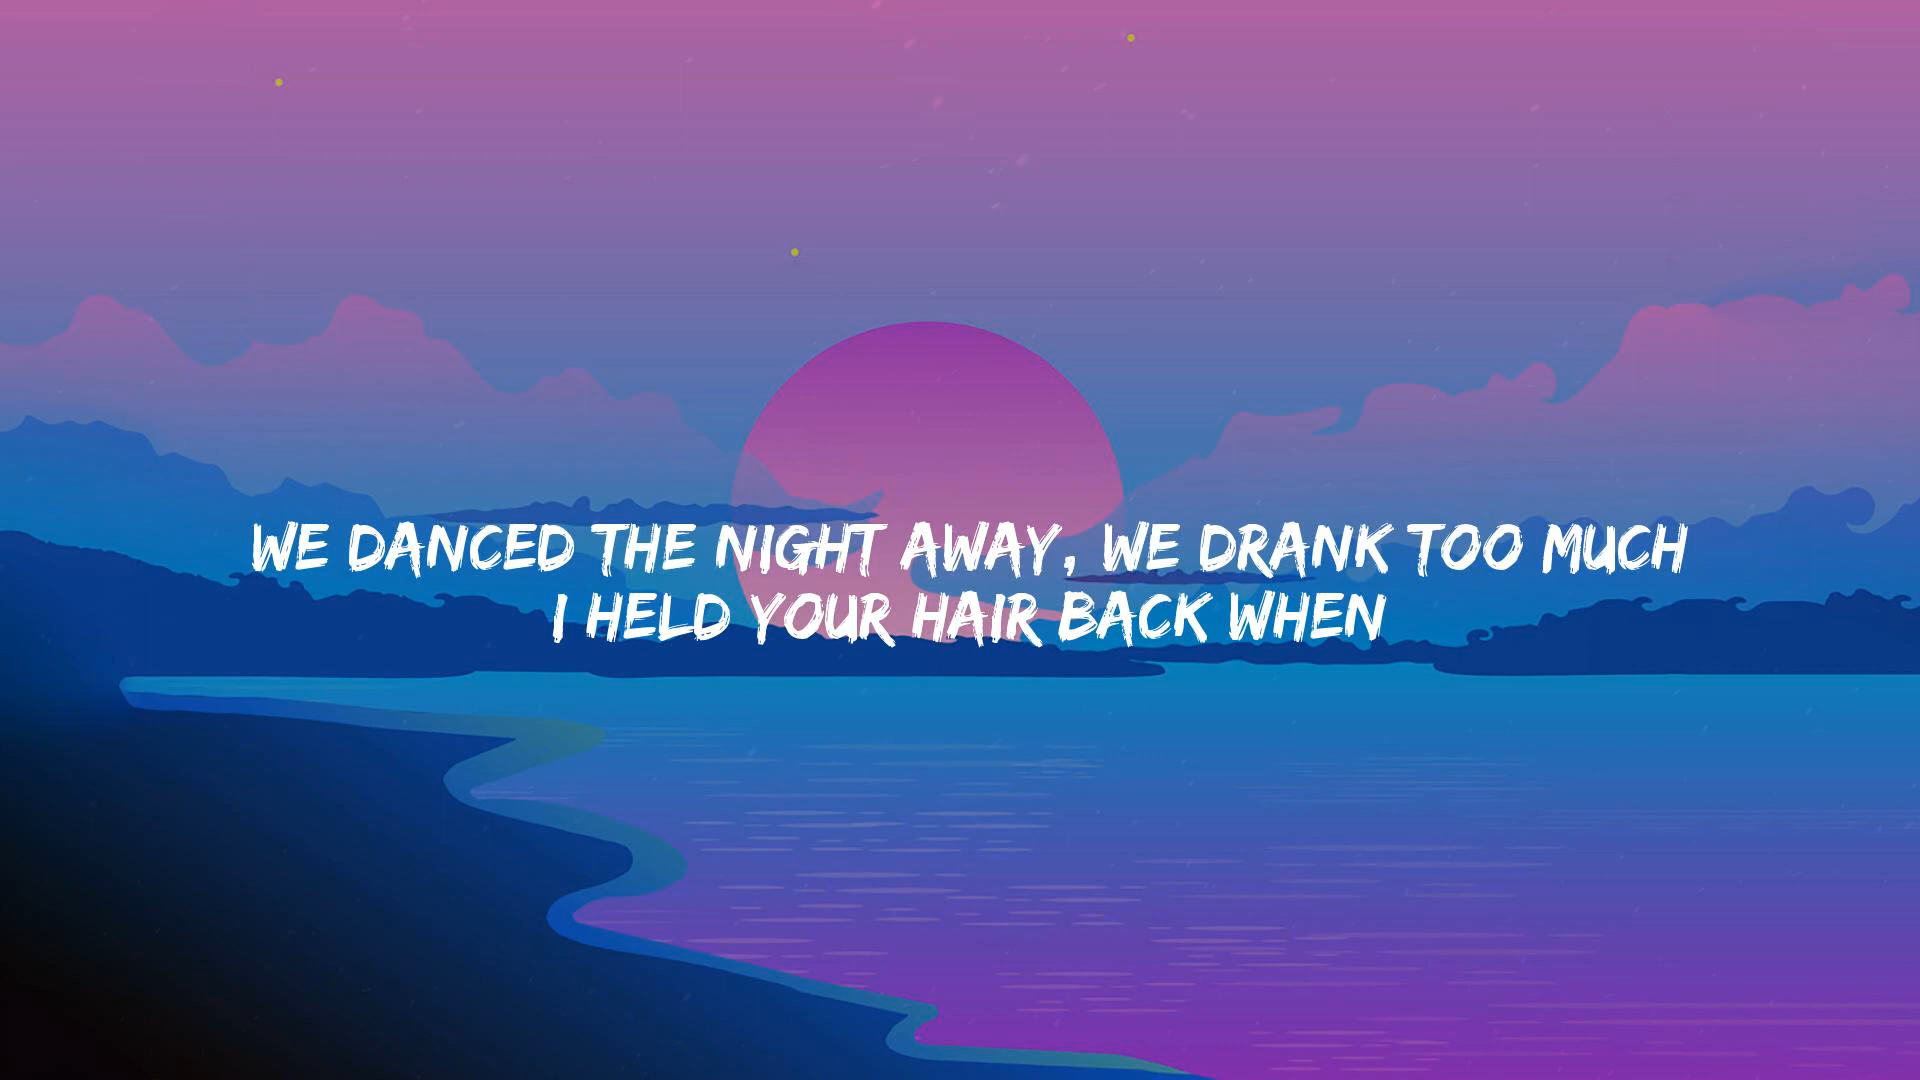 WE DANCED THE NIGHT AWAY, WE DRANK TOO MUCH
I HELD YOUR HAIR BACK WHEN